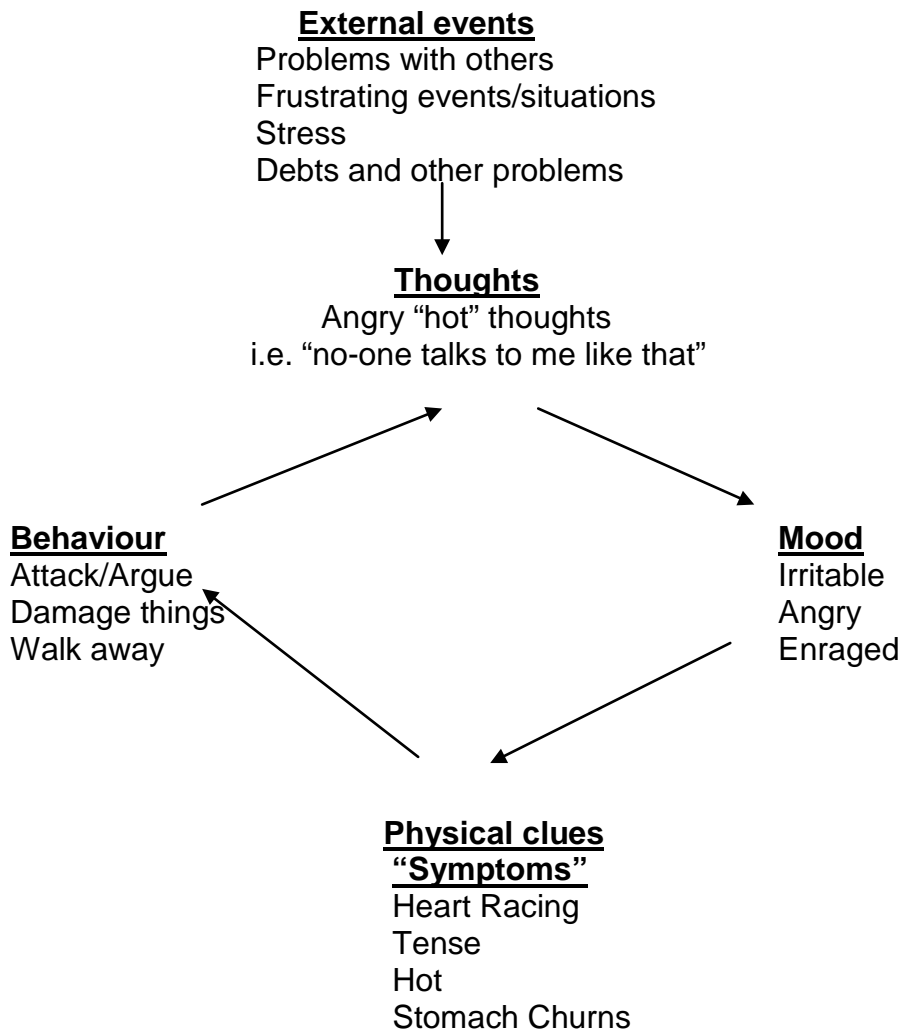 External events
Problems with others
Frustrating events/situations
Stress
Debts and other problems
Thoughts
Angry “hot” thoughts
i.e. “no-one talks to me like that”
Behaviour
Attack/Argue
Damage things
Walk away
Mood
Irritable
Angry
Enraged
Physical clues
“Symptoms”
Heart Racing
Tense
Hot
Stomach Churns